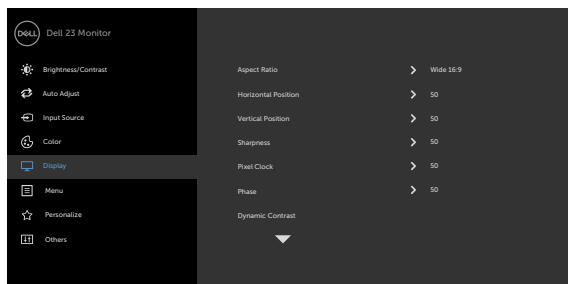 DELL Dell 23 Monitor
Brightness/Contrast
Auto Adjust
Input Source
Color
Display
Menu
Personalize
Others
Aspect Ratio Wide 16:9
Horizontal Position 50
Vertical Position 50
Sharpness 50
Pixel Clock 50
Phase 50
Dynamic Contrast